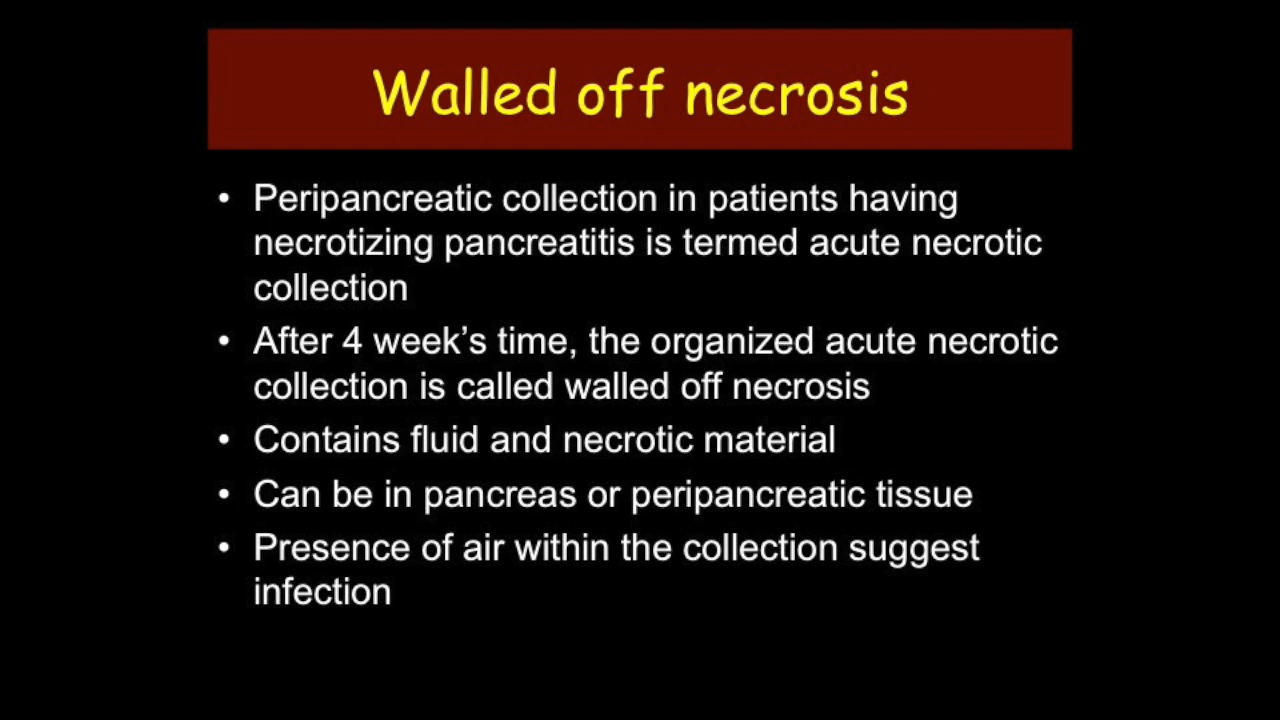 Walled off necrosis
• Peripancreatic collection in patients having
necrotizing pancreatitis is termed acute necrotic
collection
• After 4 week’s time, the organized acute necrotic
collection is called walled off necrosis
• Contains fluid and necrotic material
• Can be in pancreas or peripancreatic tissue
• Presence of air within the collection suggest
infection